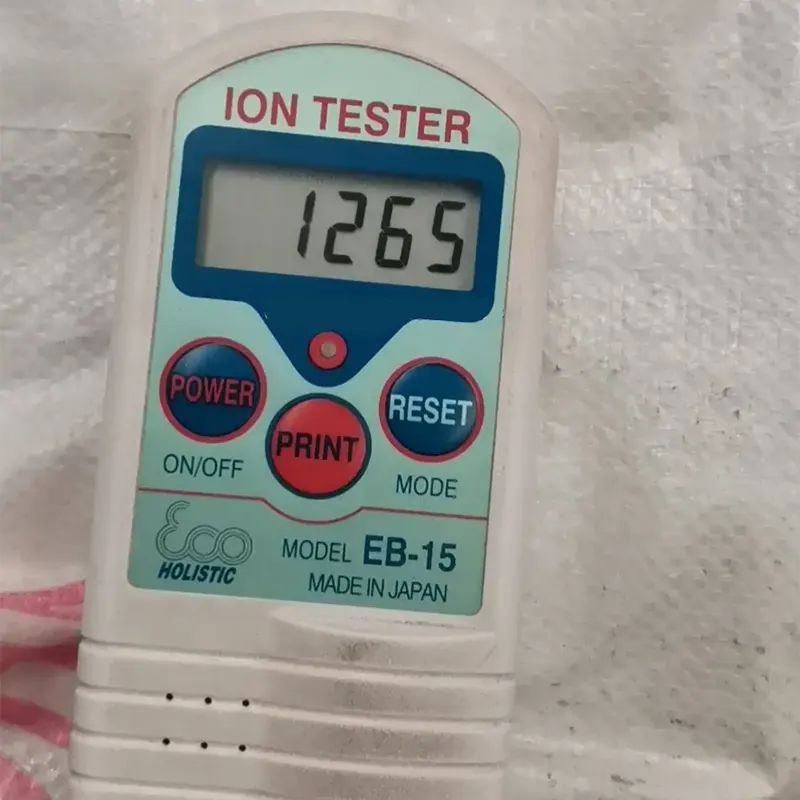 ION TESTER
1265
POWER
PRINT
RESET
ON/OFF
MODE
Eco
HOLISTIC
MODEL EB-15
MADE IN JAPAN